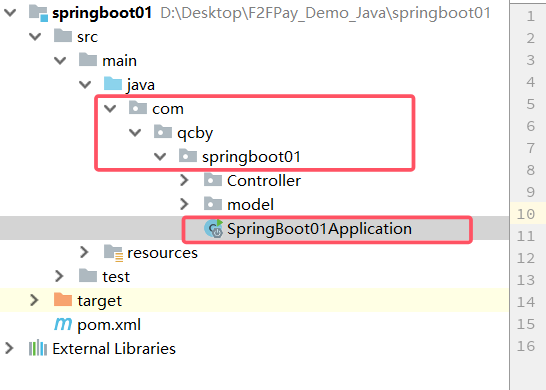 springboot01 D:\Desktop\F2FPay_Demo_Java\springboot01
src
main
java
com
qcby
springboot01
Controller
model
SpringBoot01Application
resources
test
target
pom.xml
External Libraries
1
2
3
4
5
6
7
8
9
10
11
12
13
14
15
16